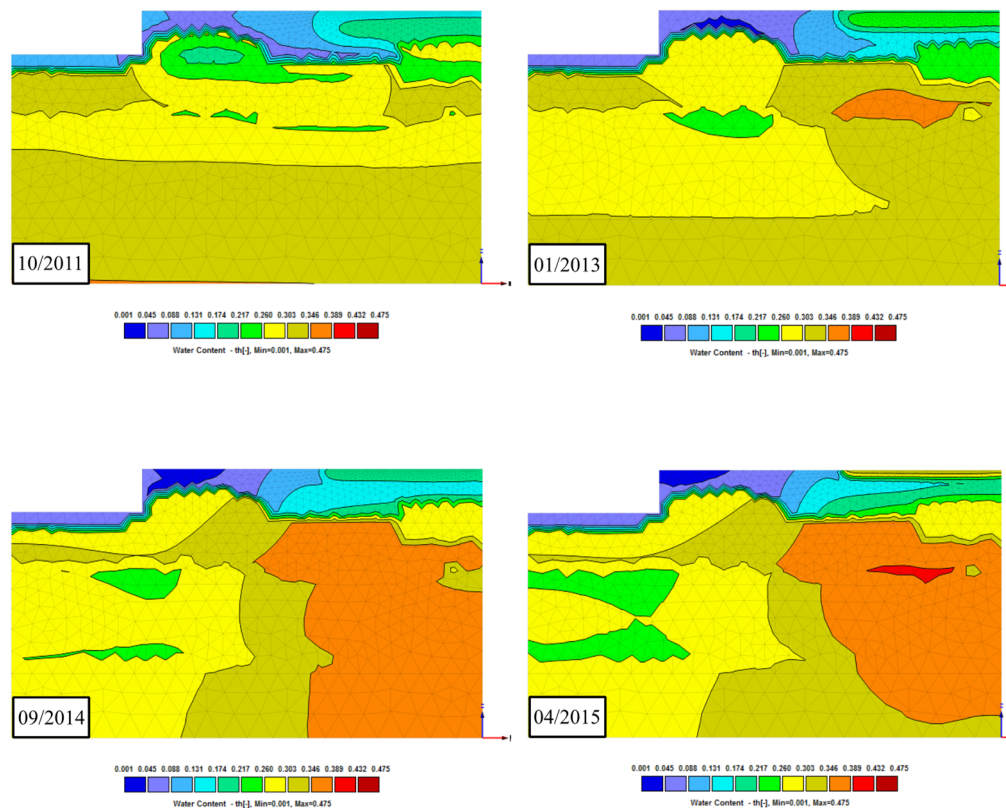 10/2011
01/2013
0.001 0.045 0.088 0.131 0.174 0.217 0.260 0.303 0.346 0.389 0.432 0.475
Water Content - th[-], Min=0.001, Max=0.475
0.001 0.045 0.088 0.131 0.174 0.217 0.260 0.303 0.346 0.389 0.432 0.475
Water Content - th[-], Min=0.001, Max=0.475
09/2014
04/2015
0.001 0.045 0.088 0.131 0.174 0.217 0.260 0.303 0.346 0.389 0.432 0.475
Water Content - th[-], Min=0.001, Max=0.475
0.001 0.045 0.088 0.131 0.174 0.217 0.260 0.303 0.346 0.389 0.432 0.475
Water Content - th[-], Min=0.001, Max=0.475